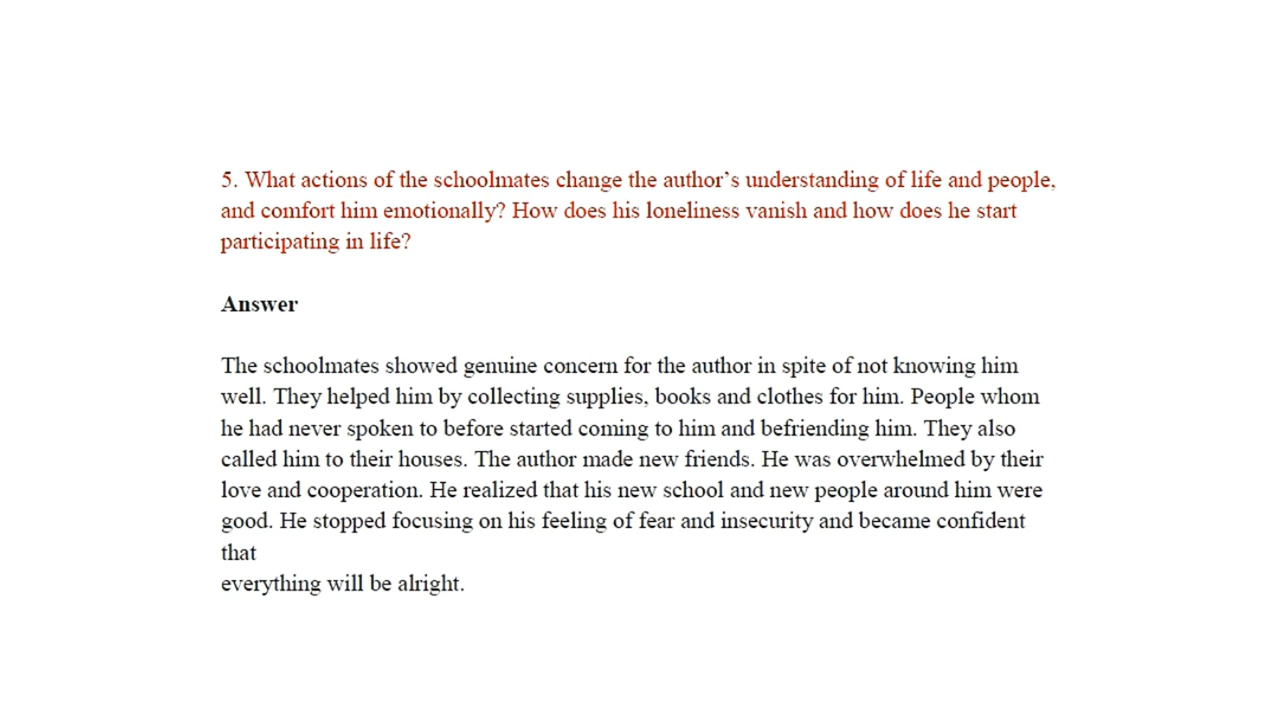 5. What actions of the schoolmates change the author’s understanding of life and people,
and comfort him emotionally? How does his loneliness vanish and how does he start
participating in life?
Answer
The schoolmates showed genuine concern for the author in spite of not knowing him
well. They helped him by collecting supplies, books and clothes for him. People whom
he had never spoken to before started coming to him and befriending him. They also
called him to their houses. The author made new friends. He was overwhelmed by their
love and cooperation. He realized that his new school and new people around him were
good. He stopped focusing on his feeling of fear and insecurity and became confident
that
everything will be alright.